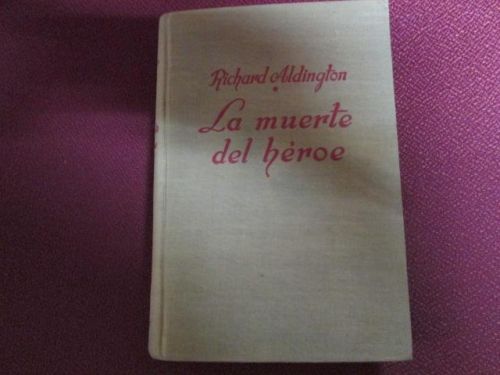 Richard Aldington
La muerte
del héroe